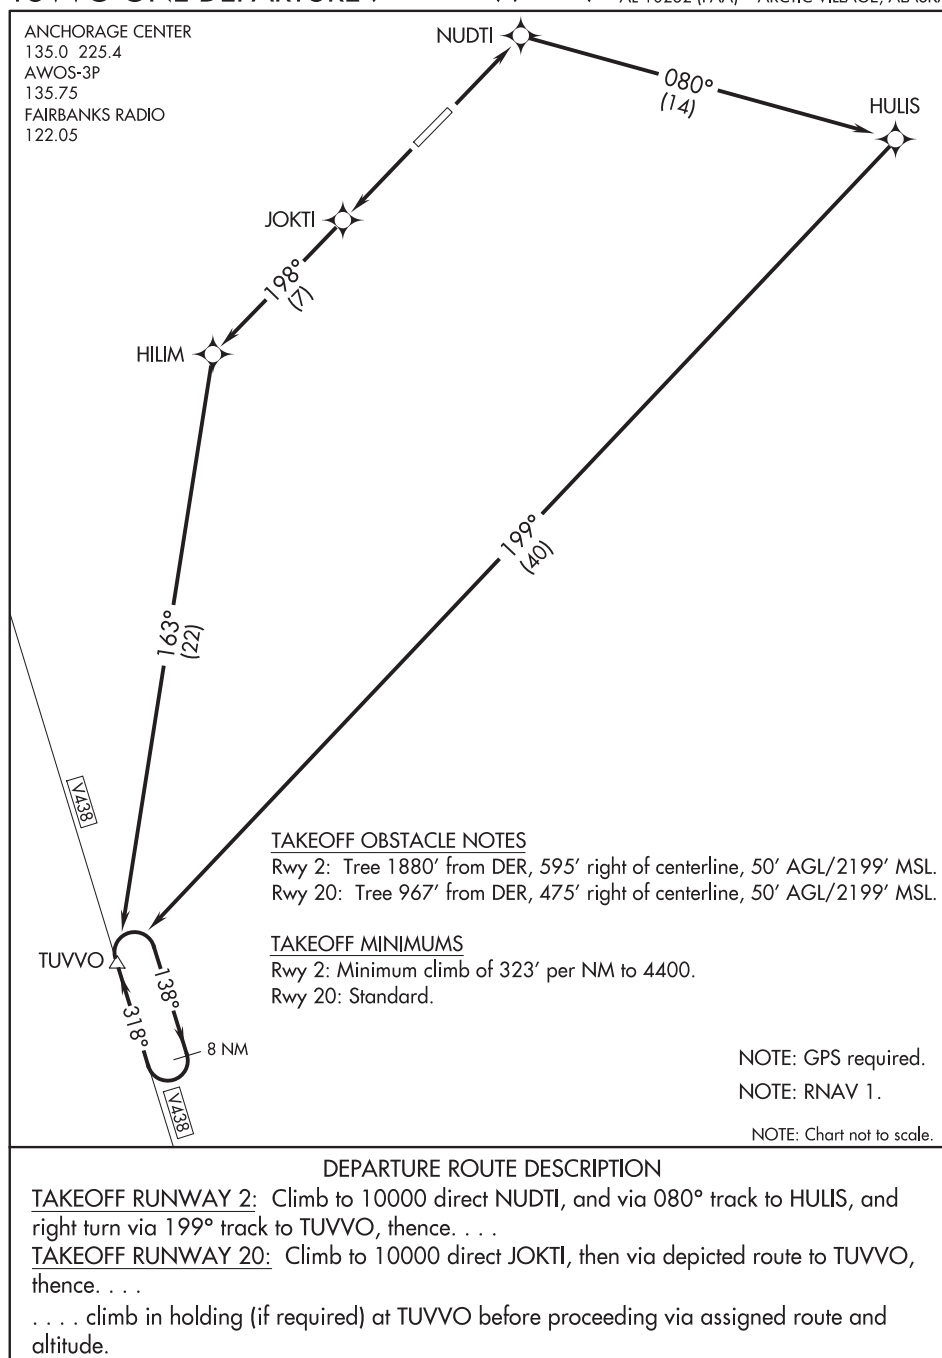 ANCHORAGE CENTER
135.0 225.4
AWOS-3P
135.75
FAIRBANKS RADIO
122.05
NUDTI
080°
(14)
HULIS
JOKTI
198°
(7)
HILIM
199°
(40)
163°
(22)
V438
TAKEOFF OBSTACLE NOTES
Rwy 2: Tree 1880' from DER, 595' right of centerline, 50' AGL/2199' MSL.
Rwy 20: Tree 967' from DER, 475' right of centerline, 50' AGL/2199' MSL.
TAKEOFF MINIMUMS
Rwy 2: Minimum climb of 323' per NM to 4400.
Rwy 20: Standard.
TUVVO
138°
318°
8 NM
V438
NOTE: GPS required.
NOTE: RNAV 1.
NOTE: Chart not to scale.
DEPARTURE ROUTE DESCRIPTION
TAKEOFF RUNWAY 2: Climb to 10000 direct NUDTI, and via 080° track to HULIS, and
right turn via 199° track to TUVVO, thence. . . .
TAKEOFF RUNWAY 20: Climb to 10000 direct JOKTI, then via depicted route to TUVVO,
thence. . . .
. . . . climb in holding (if required) at TUVVO before proceeding via assigned route and
altitude.